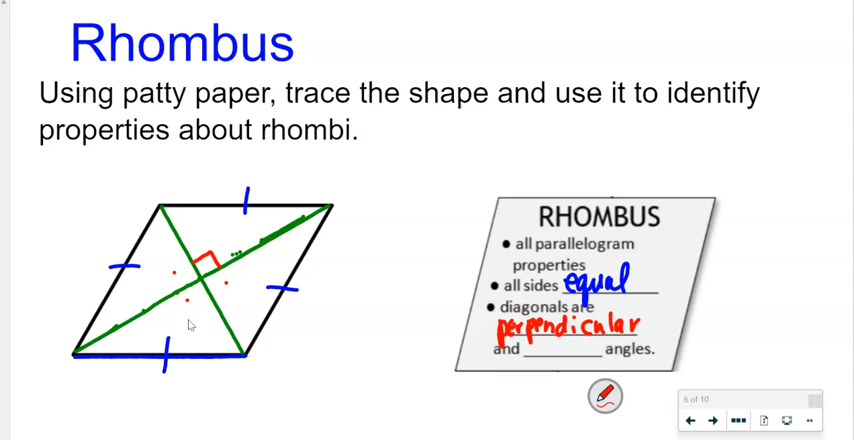 Rhombus
Using patty paper, trace the shape and use it to identify
properties about rhombi.
RHOMBUS
• all parallelogram
properties
• all sides equal
• diagonals are
perpendicular
and ________ angles.
6 of 10